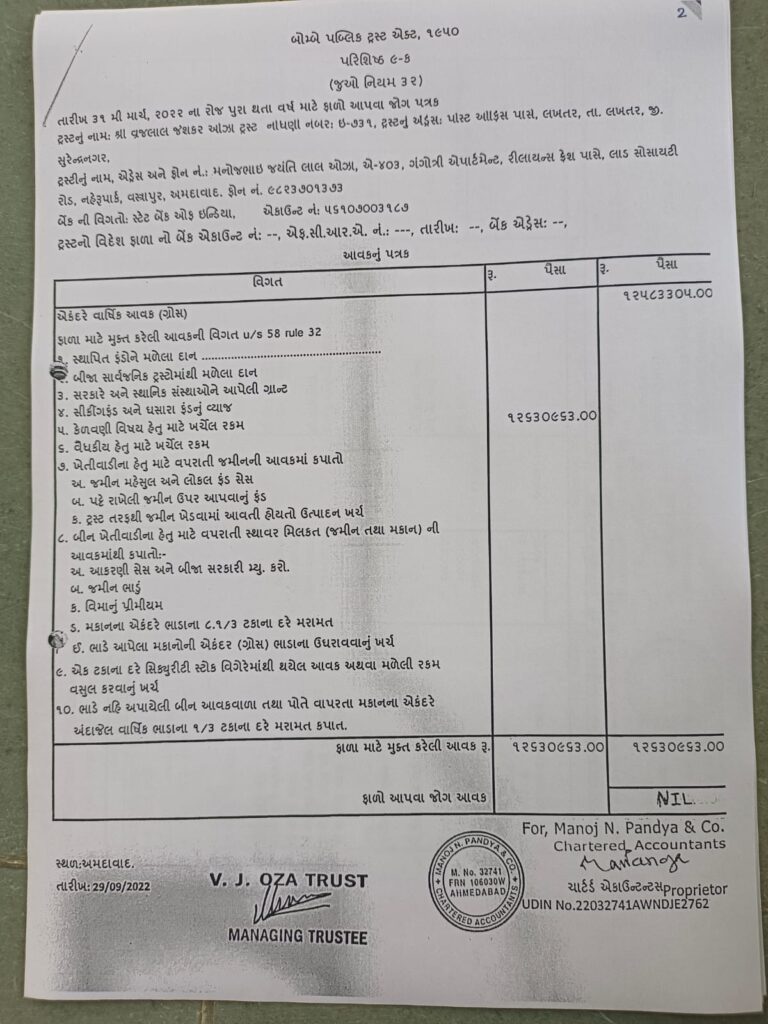 2
બોમ્બે પબ્લિક ટ્રસ્ટ એક્ટ, ૧૯૫૦
પરિશિષ્ઠ ૯-ક
(જુઓ નિયમ ૩૨)
તારીખ ૩૧ મી માર્ચ, ૨૦૨૨ ના રોજ પુરા થતા વર્ષ માટે ફાળો આપવા જોગ પત્રક
ટ્રસ્ટનું નામ: શ્રી વ્રજલાલ જેશકર ઓઝા ટ્રસ્ટ નોંધણી નંબર: ઇ-૭૩૧, ટ્રસ્ટનું એડ્રેસ: પોસ્ટ ઓફિસ પાસે, લખતર, તા. લખતર, જી.
સુરેન્દ્રનગર,
ટ્રસ્ટીનું નામ, એડ્રેસ અને ફોન નં.: મનોજભાઇ જયંતિ લાલ ઓઝા, એ-૪૦૩, ગંગોત્રી એપાર્ટમેન્ટ, રીલાયન્સ ફ્રેશ પાસે, લાડ સોસાયટી
રોડ, નહેરૂપાર્ક, વસ્ત્રાપુર, અમદાવાદ. ફોન નં. ૯૮૨૩૭૦૧૩૭૩
બેંક ની વિગતો: સ્ટેટ બેંક ઓફ ઇન્ડિયા, એકાઉન્ટ નં: ૫૬૧૦૭૦૦૩૧૮૭
ટ્રસ્ટનો વિદેશ ફાળા નો બેંક એકાઉન્ટ નં: --, એફ.સી.આર.એ. નં.: ---, તારીખ: --, બેંક એડ્રેસ: --,
આવકનું પત્રક
વિગત રૂ. પૈસા રૂ. પૈસા
એકંદરે વાર્ષિક આવક (ગ્રોસ) ૧૨૫૮૩૩૦૪.00
ફાળા માટે મુક્ત કરેલી આવકની વિગત u/s 58 rule 32
૧. સ્થાપિત ફંડોને મળેલા દાન ......................................................
૨. બીજા સાર્વજનિક ટ્રસ્ટોમાંથી મળેલા દાન
૩. સરકારે અને સ્થાનિક સંસ્થાઓને આપેલી ગ્રાન્ટ
૪. સીકીંગફંડ અને ઘસારા ફંડનું વ્યાજ
૫. કેળવણી વિષય હેતુ માટે ખર્ચેલ રકમ ૧૨૬૩૦૯૬૩.00
૬. વૈધકીય હેતુ માટે ખર્ચેલ રકમ
૭. ખેતીવાડીના હેતુ માટે વપરાતી જમીનની આવકમાં કપાતો
અ. જમીન મહેસુલ અને લોકલ ફંડ સેસ
બ. પટ્ટે રાખેલી જમીન ઉપર આપવાનું ફંડ
ક. ટ્રસ્ટ તરફથી જમીન ખેડવામાં આવતી હોયતો ઉત્પાદન ખર્ચ
૮. બીન ખેતીવાડીના હેતુ માટે વપરાતી સ્થાવર મિલકત (જમીન તથા મકાન) ની
આવકમાંથી કપાતો:-
અ. આકરણી સેસ અને બીજા સરકારી મ્યુ. કરો.
બ. જમીન ભાડું
ક. વિમાનું પ્રીમીયમ
ડ. મકાનના એકંદરે ભાડાના ૮.૧/૩ ટકાના દરે મરામત
ઈ. ભાડે આપેલા મકાનોની એકંદર (ગ્રોસ) ભાડાના ઉઘરાવવાનું ખર્ચ
૯. એક ટકાના દરે સિક્યુરીટી સ્ટોક વિગેરેમાંથી થયેલ આવક અથવા મળેલી રકમ
વસુલ કરવાનું ખર્ચ
૧૦. ભાડે નહિ અપાયેલી બીન આવકવાળા તથા પોતે વાપરતા મકાનના એકંદરે
અંદાજેલ વાર્ષિક ભાડાના ૧/૩ ટકાના દરે મરામત કપાત.
ફાળા માટે મુક્ત કરેલી આવક રૂ. ૧૨૬૩૦૯૬૩.00 ૧૨૬૩૦૯૬૩.00
ફાળો આપવા જોગ આવક NIL
સ્થળ:અમદાવાદ.
તારીખ: 29/09/2022
V. J. OZA TRUST
MANAGING TRUSTEE
MANOJ N. PANDYA & CO.
M. No. 32741
FRN 106030W
AHMEDABAD
CHARTERED ACCOUNTANTS
For, Manoj N. Pandya & Co.
Chartered Accountants
ચાર્ટર્ડ એકાઉન્ટન્ટસ Proprietor
UDIN No.22032741AWNDJE2762